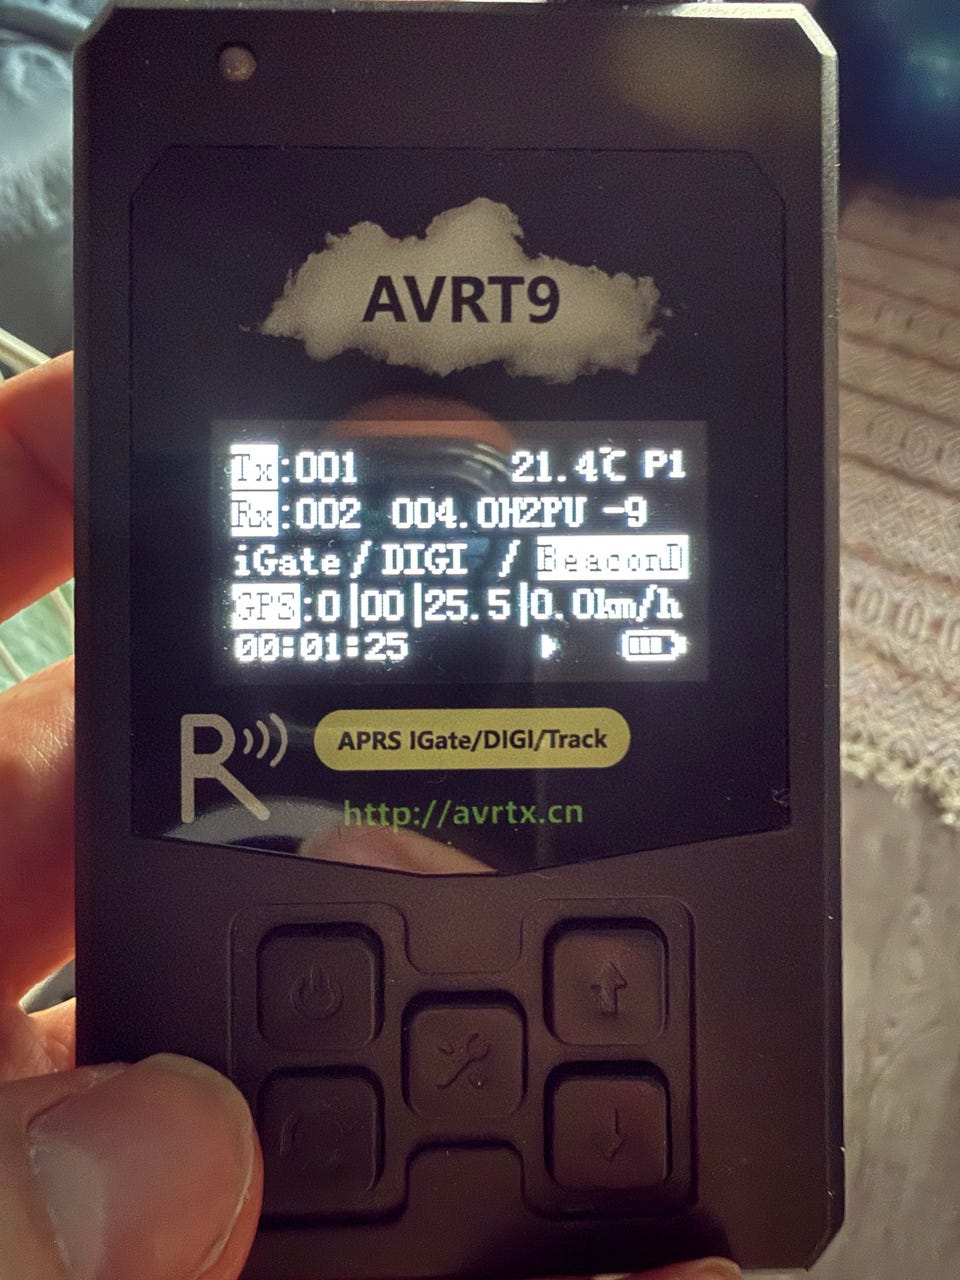 AVRT9
Tx:001 21.4℃ P1
Rx:002 004.OH2PU -9
iGate/DIGI /BeaconD
GPS:0|00|25.5|0.0km/h
00:01:25
R
APRS IGate/DIGI/Track
http://avrtx.cn